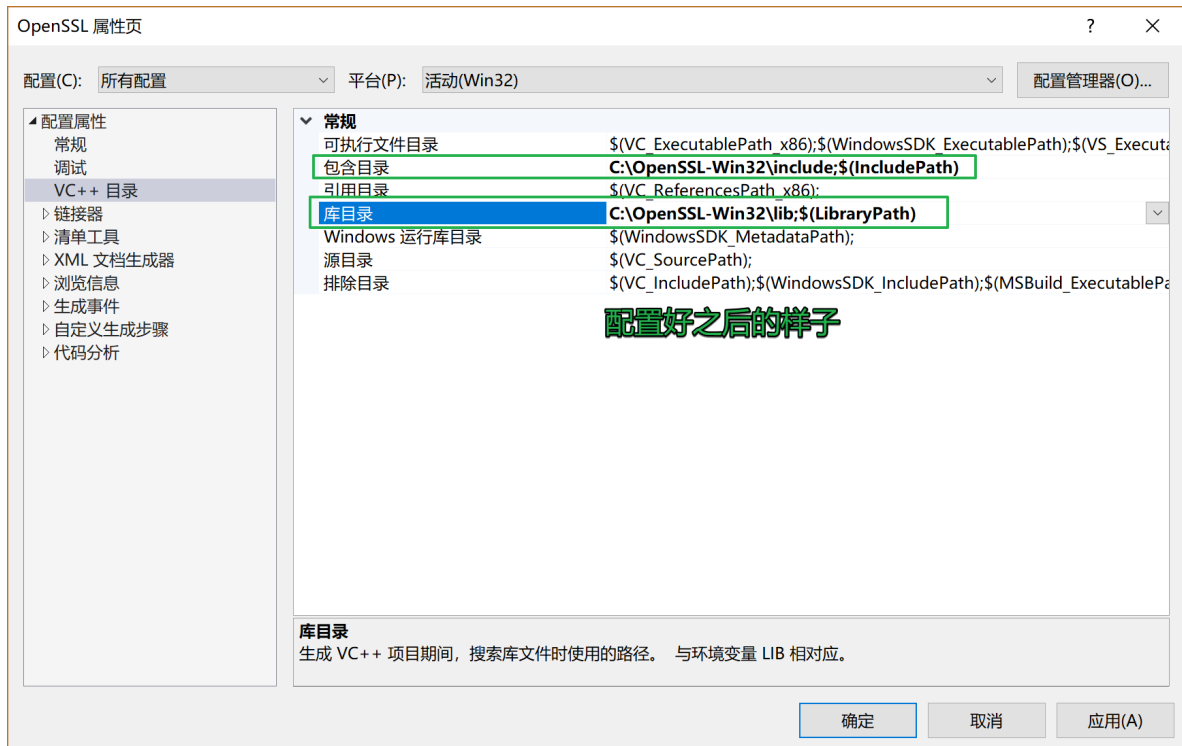 OpenSSL 属性页
配置(C): 所有配置 平台(P): 活动(Win32) 配置管理器(O)...
配置属性
常规
调试
VC++ 目录
链接器
清单工具
XML 文档生成器
浏览信息
生成事件
自定义生成步骤
代码分析
常规
可执行文件目录 $(VC_ExecutablePath_x86);$(WindowsSDK_ExecutablePath);$(VS_Executa
包含目录 C:\OpenSSL-Win32\include;$(IncludePath)
引用目录 $(VC_ReferencesPath_x86);
库目录 C:\OpenSSL-Win32\lib;$(LibraryPath)
Windows 运行库目录 $(WindowsSDK_MetadataPath);
源目录 $(VC_SourcePath);
排除目录 $(VC_IncludePath);$(WindowsSDK_IncludePath);$(MSBuild_ExecutablePa
配置好之后的样子
库目录
生成 VC++ 项目期间，搜索库文件时使用的路径。 与环境变量 LIB 相对应。
确定 取消 应用(A)